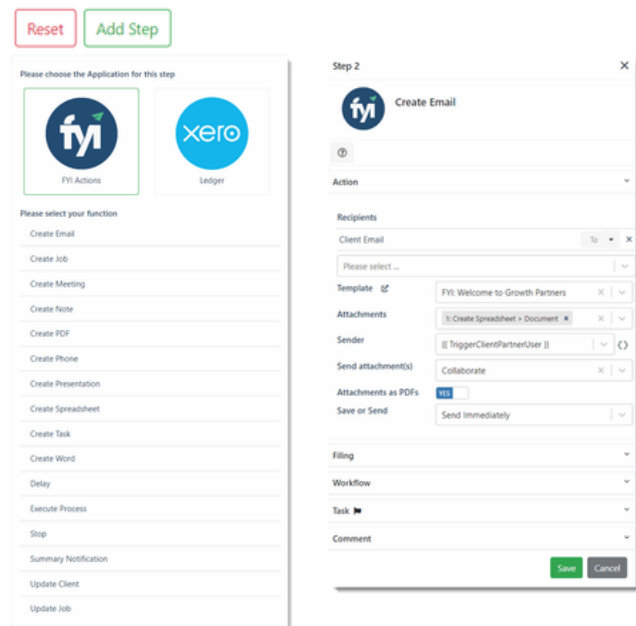 Reset
Add Step
Please choose the Application for this step
fyi
FYI Actions
xero
Ledger
Please select your function
Create Email
Create Job
Create Meeting
Create Note
Create PDF
Create Phone
Create Presentation
Create Spreadsheet
Create Task
Create Word
Delay
Execute Process
Stop
Summary Notification
Update Client
Update Job
Step 2
fyi
Create Email
Action
Recipients
Client Email To
Please select ...
Template FYI: Welcome to Growth Partners
Attachments 1: Create Spreadsheet > Document
Sender {{ TriggerClientPartnerUser }} {}
Send attachment(s) Collaborate
Attachments as PDFs YES
Save or Send Send Immediately
Filing
Workflow
Task
Comment
Save Cancel